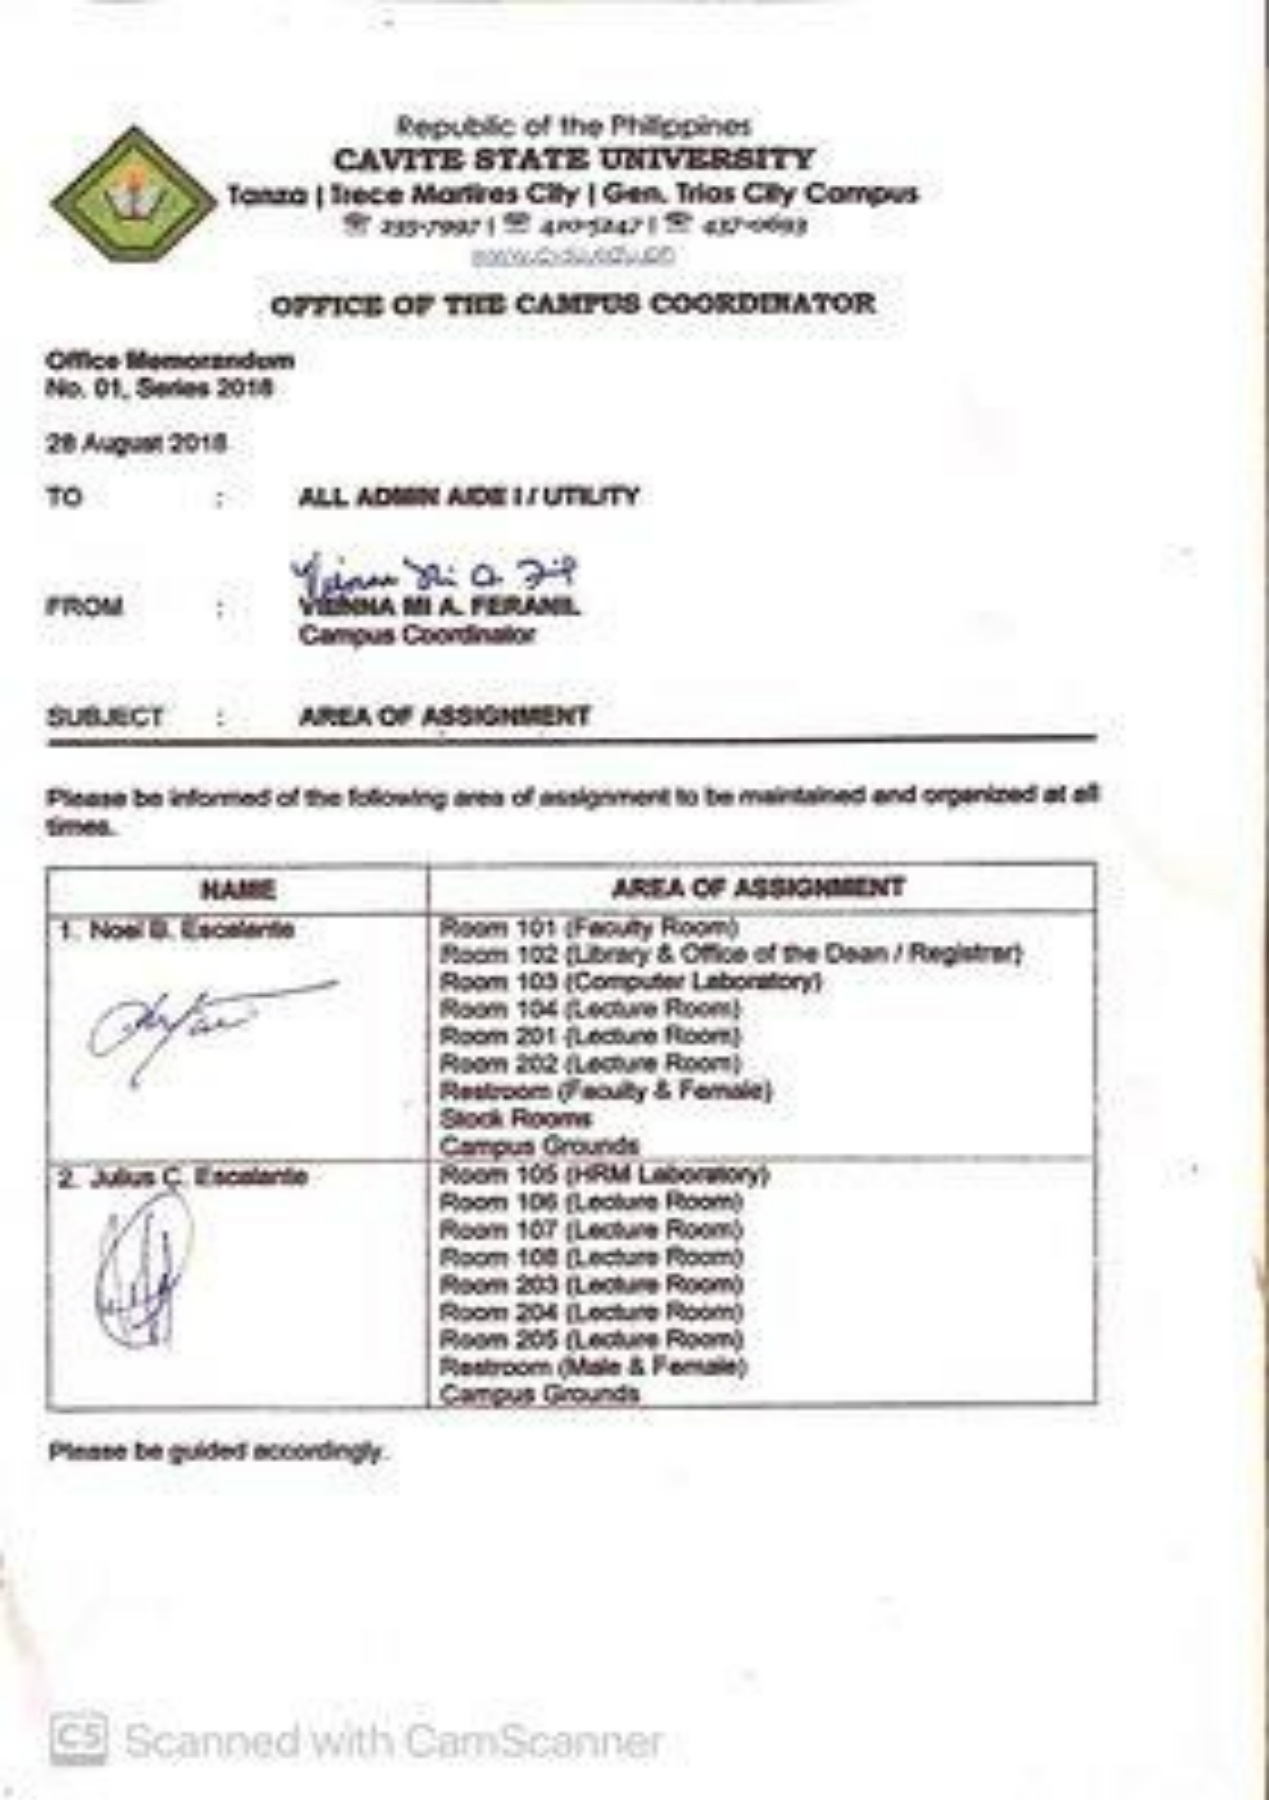 Republic of the Philippines
CAVITE STATE UNIVERSITY
Tanza | Trece Martires City | Gen. Trias City Campus
☏ | ☏ | ☏
www.cvsu.edu.ph
OFFICE OF THE CAMPUS COORDINATOR
Office Memorandum
No. 01, Series 2018
28 August 2018
TO : ALL ADMIN AIDE I / UTILITY
FROM : VIENNA MI A. FERANIL
Campus Coordinator
SUBJECT : AREA OF ASSIGNMENT
Please be informed of the following area of assignment to be maintained and organized at all
times.
NAME AREA OF ASSIGNMENT
1. Noel B. Escalante Room 101 (Faculty Room)
Room 102 (Library & Office of the Dean / Registrar)
Room 103 (Computer Laboratory)
Room 104 (Lecture Room)
Room 201 (Lecture Room)
Room 202 (Lecture Room)
Restroom (Faculty & Female)
Stock Rooms
Campus Grounds
2. Julius C. Escalante Room 105 (HRM Laboratory)
Room 106 (Lecture Room)
Room 107 (Lecture Room)
Room 108 (Lecture Room)
Room 203 (Lecture Room)
Room 204 (Lecture Room)
Room 205 (Lecture Room)
Restroom (Male & Female)
Campus Grounds
Please be guided accordingly.
CS Scanned with CamScanner